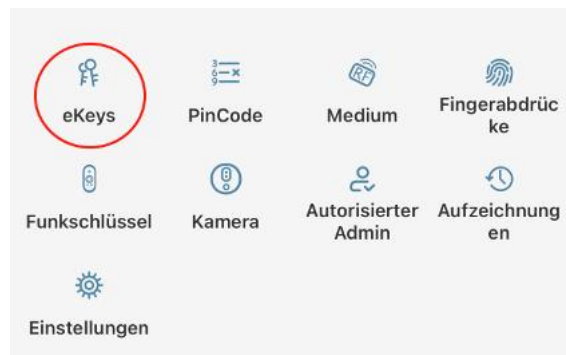 eKeys
PinCode
Medium
Fingerabdrüc
ke
Funkschlüssel
Kamera
Autorisierter
Admin
Aufzeichnung
en
Einstellungen